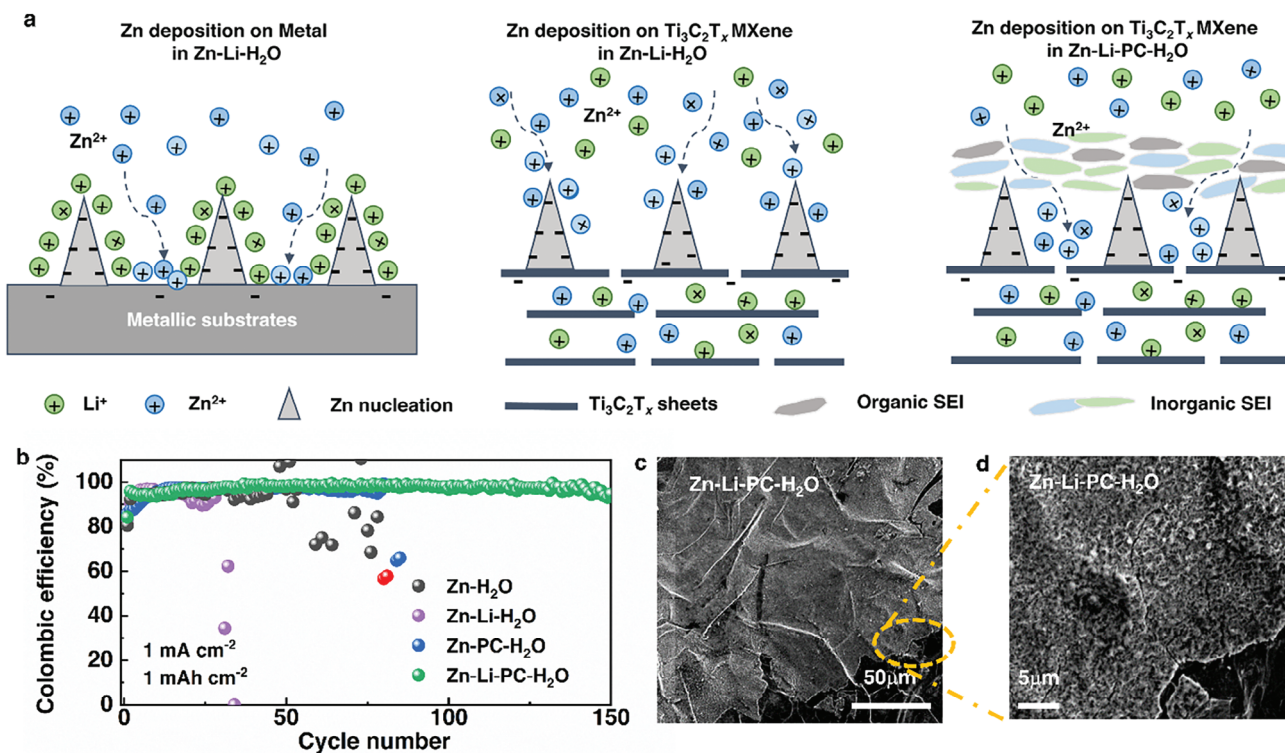 a
Zn deposition on Metal
in Zn-Li-H₂O
Zn deposition on Ti₃C₂Tₓ MXene
in Zn-Li-H₂O
Zn deposition on Ti₃C₂Tₓ MXene
in Zn-Li-PC-H₂O
Zn²⁺
Zn²⁺
Zn²⁺
Metallic substrates
Li⁺
Zn²⁺
Zn nucleation
Ti₃C₂Tₓ sheets
Organic SEI
Inorganic SEI
b
Colombic efficiency (%)
100
80
60
40
20
0
Zn-H₂O
Zn-Li-H₂O
Zn-PC-H₂O
Zn-Li-PC-H₂O
1 mA cm⁻²
1 mAh cm⁻²
0
50
100
150
Cycle number
c
Zn-Li-PC-H₂O
50μm
d
Zn-Li-PC-H₂O
5μm